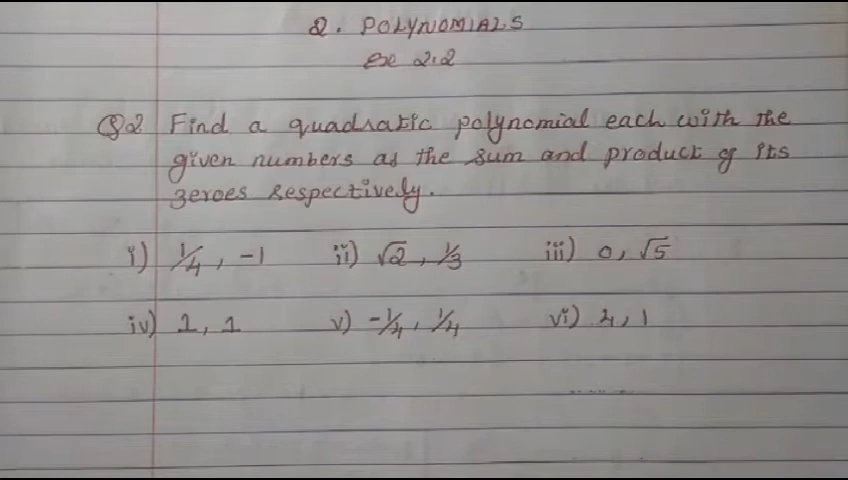 2. POLYNOMIALS
Ex 2.2
Q2 Find a quadratic polynomial each with the
given numbers as the sum and product of its
zeroes respectively.
i) 1/4, -1 ii) √2, 1/3 iii) 0, √5
iv) 1, 1 v) -1/4, 1/4 vi) 4, 1